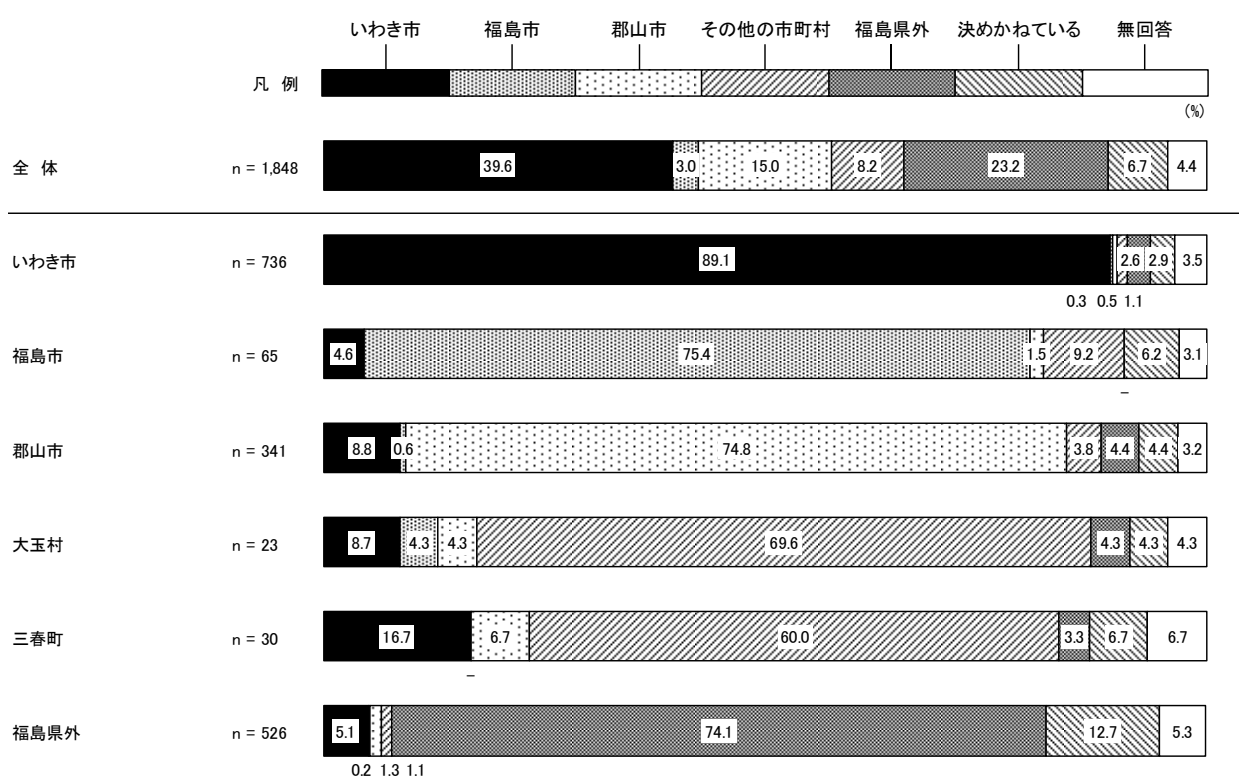 いわき市 福島市 郡山市 その他の市町村 福島県外 決めかねている 無回答
凡 例
(%)
全 体 n = 1,848 39.6 3.0 15.0 8.2 23.2 6.7 4.4
いわき市 n = 736 89.1 2.6 2.9 3.5
0.3 0.5 1.1
福島市 n = 65 4.6 75.4 1.5 9.2 6.2 3.1
–
郡山市 n = 341 8.8 0.6 74.8 3.8 4.4 4.4 3.2
大玉村 n = 23 8.7 4.3 4.3 69.6 4.3 4.3 4.3
三春町 n = 30 16.7 6.7 60.0 3.3 6.7 6.7
–
福島県外 n = 526 5.1 74.1 12.7 5.3
0.2 1.3 1.1